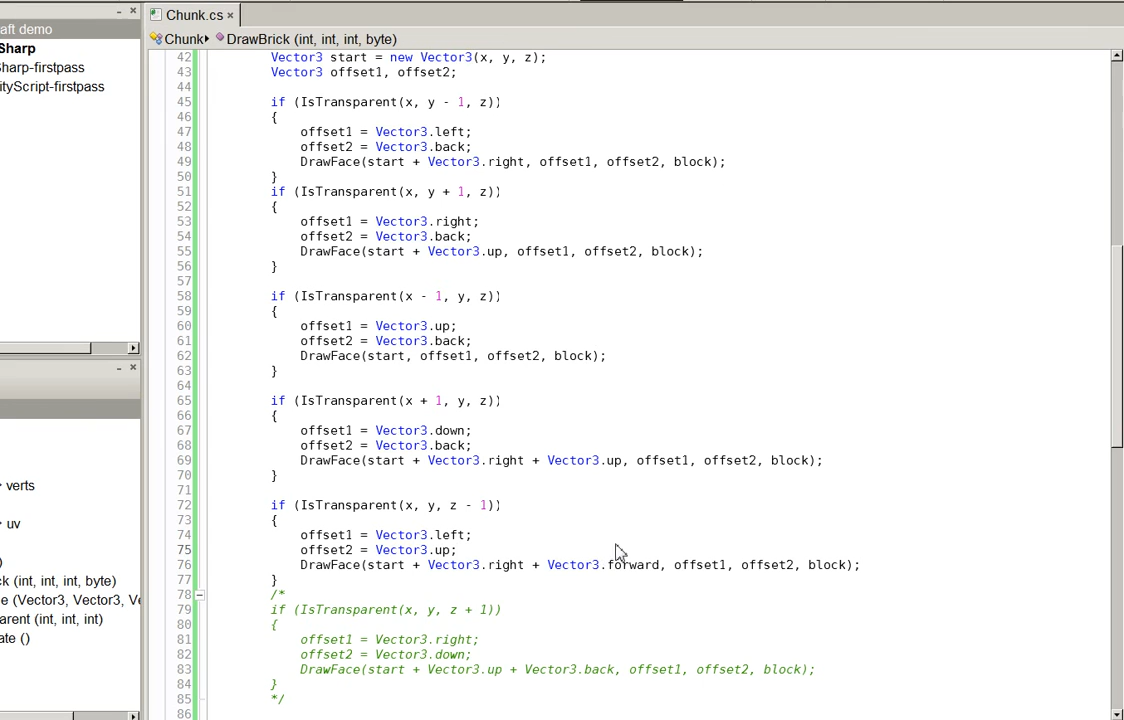 Chunk.cs ×
aft demo
Chunk▸ DrawBrick (int, int, int, byte)
Sharp
harp-firstpass
ityScript-firstpass
verts
uv
)
k (int, int, int, byte)
e (Vector3, Vector3, Ve
arent (int, int, int)
ate ()
42 Vector3 start = new Vector3(x, y, z);
43 Vector3 offset1, offset2;
44
45 if (IsTransparent(x, y - 1, z))
46 {
47 offset1 = Vector3.left;
48 offset2 = Vector3.back;
49 DrawFace(start + Vector3.right, offset1, offset2, block);
50 }
51 if (IsTransparent(x, y + 1, z))
52 {
53 offset1 = Vector3.right;
54 offset2 = Vector3.back;
55 DrawFace(start + Vector3.up, offset1, offset2, block);
56 }
57
58 if (IsTransparent(x - 1, y, z))
59 {
60 offset1 = Vector3.up;
61 offset2 = Vector3.back;
62 DrawFace(start, offset1, offset2, block);
63 }
64
65 if (IsTransparent(x + 1, y, z))
66 {
67 offset1 = Vector3.down;
68 offset2 = Vector3.back;
69 DrawFace(start + Vector3.right + Vector3.up, offset1, offset2, block);
70 }
71
72 if (IsTransparent(x, y, z - 1))
73 {
74 offset1 = Vector3.left;
75 offset2 = Vector3.up;
76 DrawFace(start + Vector3.right + Vector3.forward, offset1, offset2, block);
77 }
78 /*
79 if (IsTransparent(x, y, z + 1))
80 {
81 offset1 = Vector3.right;
82 offset2 = Vector3.down;
83 DrawFace(start + Vector3.up + Vector3.back, offset1, offset2, block);
84 }
85 */
86